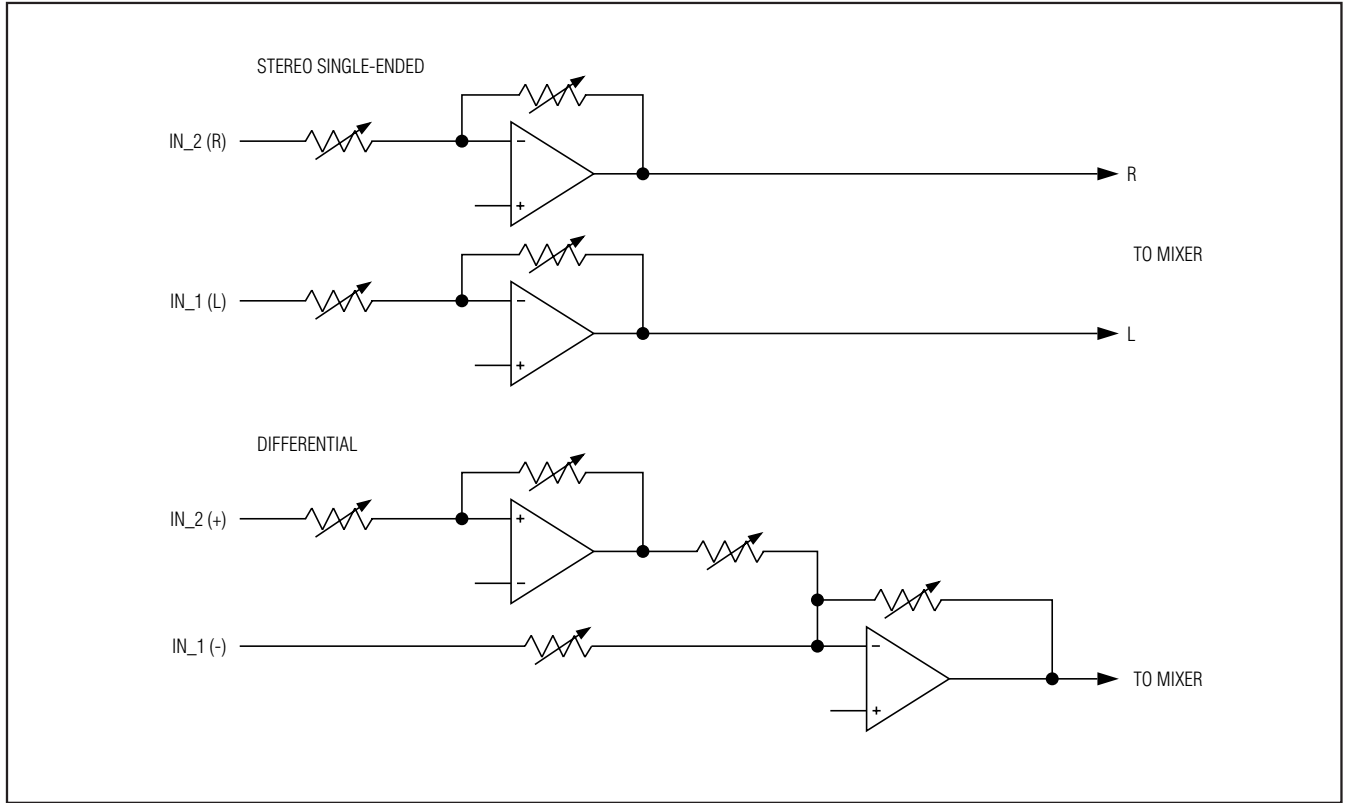 STEREO SINGLE-ENDED
IN_2 (R)
−
+
R
TO MIXER
IN_1 (L)
−
+
L
DIFFERENTIAL
IN_2 (+)
+
−
IN_1 (-)
−
+
TO MIXER